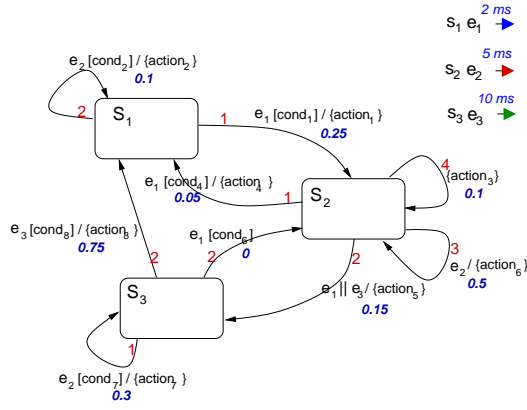 2 ms
s1 e1
5 ms
s2 e2
10 ms
s3 e3
e2 [cond2] / {action2}
0.1
2
S1
1
e1 [cond1] / {action1}
0.25
e1 [cond4] / {action4}
0.05
1
S2
4
{action3}
0.1
e3 [cond8] / {action8}
0.75
e1 [cond6]
0
2
3
e2 / {action6}
0.5
2
2
e1 || e3 / {action5}
0.15
S3
1
e2 [cond7] / {action7}
0.3